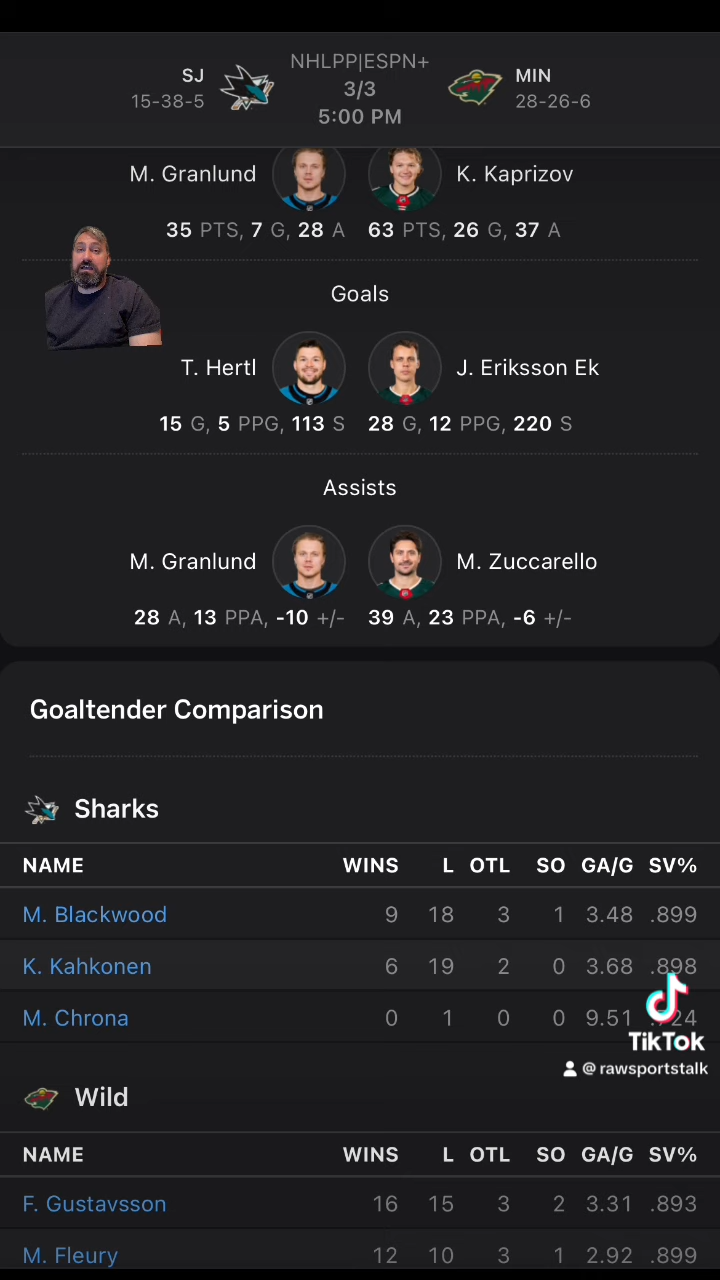 NHLPP|ESPN+
SJ 3/3 MIN
15-38-5 5:00 PM 28-26-6
M. Granlund K. Kaprizov
35 PTS, 7 G, 28 A 63 PTS, 26 G, 37 A
Goals
T. Hertl J. Eriksson Ek
15 G, 5 PPG, 113 S 28 G, 12 PPG, 220 S
Assists
M. Granlund M. Zuccarello
28 A, 13 PPA, -10 +/- 39 A, 23 PPA, -6 +/-
Goaltender Comparison
Sharks
NAME WINS L OTL SO GA/G SV%
M. Blackwood 9 18 3 1 3.48 .899
K. Kahkonen 6 19 2 0 3.68 .898
M. Chrona 0 1 0 0 9.51
TikTok
@rawsportstalk
Wild
NAME WINS L OTL SO GA/G SV%
F. Gustavsson 16 15 3 2 3.31 .893
M. Fleury 12 10 3 1 2.92 .899